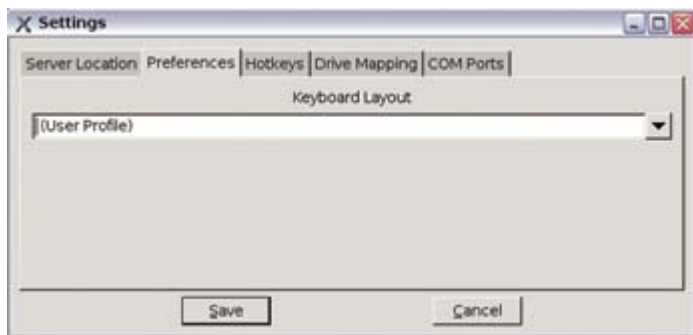 Settings
Server Location Preferences Hotkeys Drive Mapping COM Ports
Keyboard Layout
(User Profile)
Save Cancel